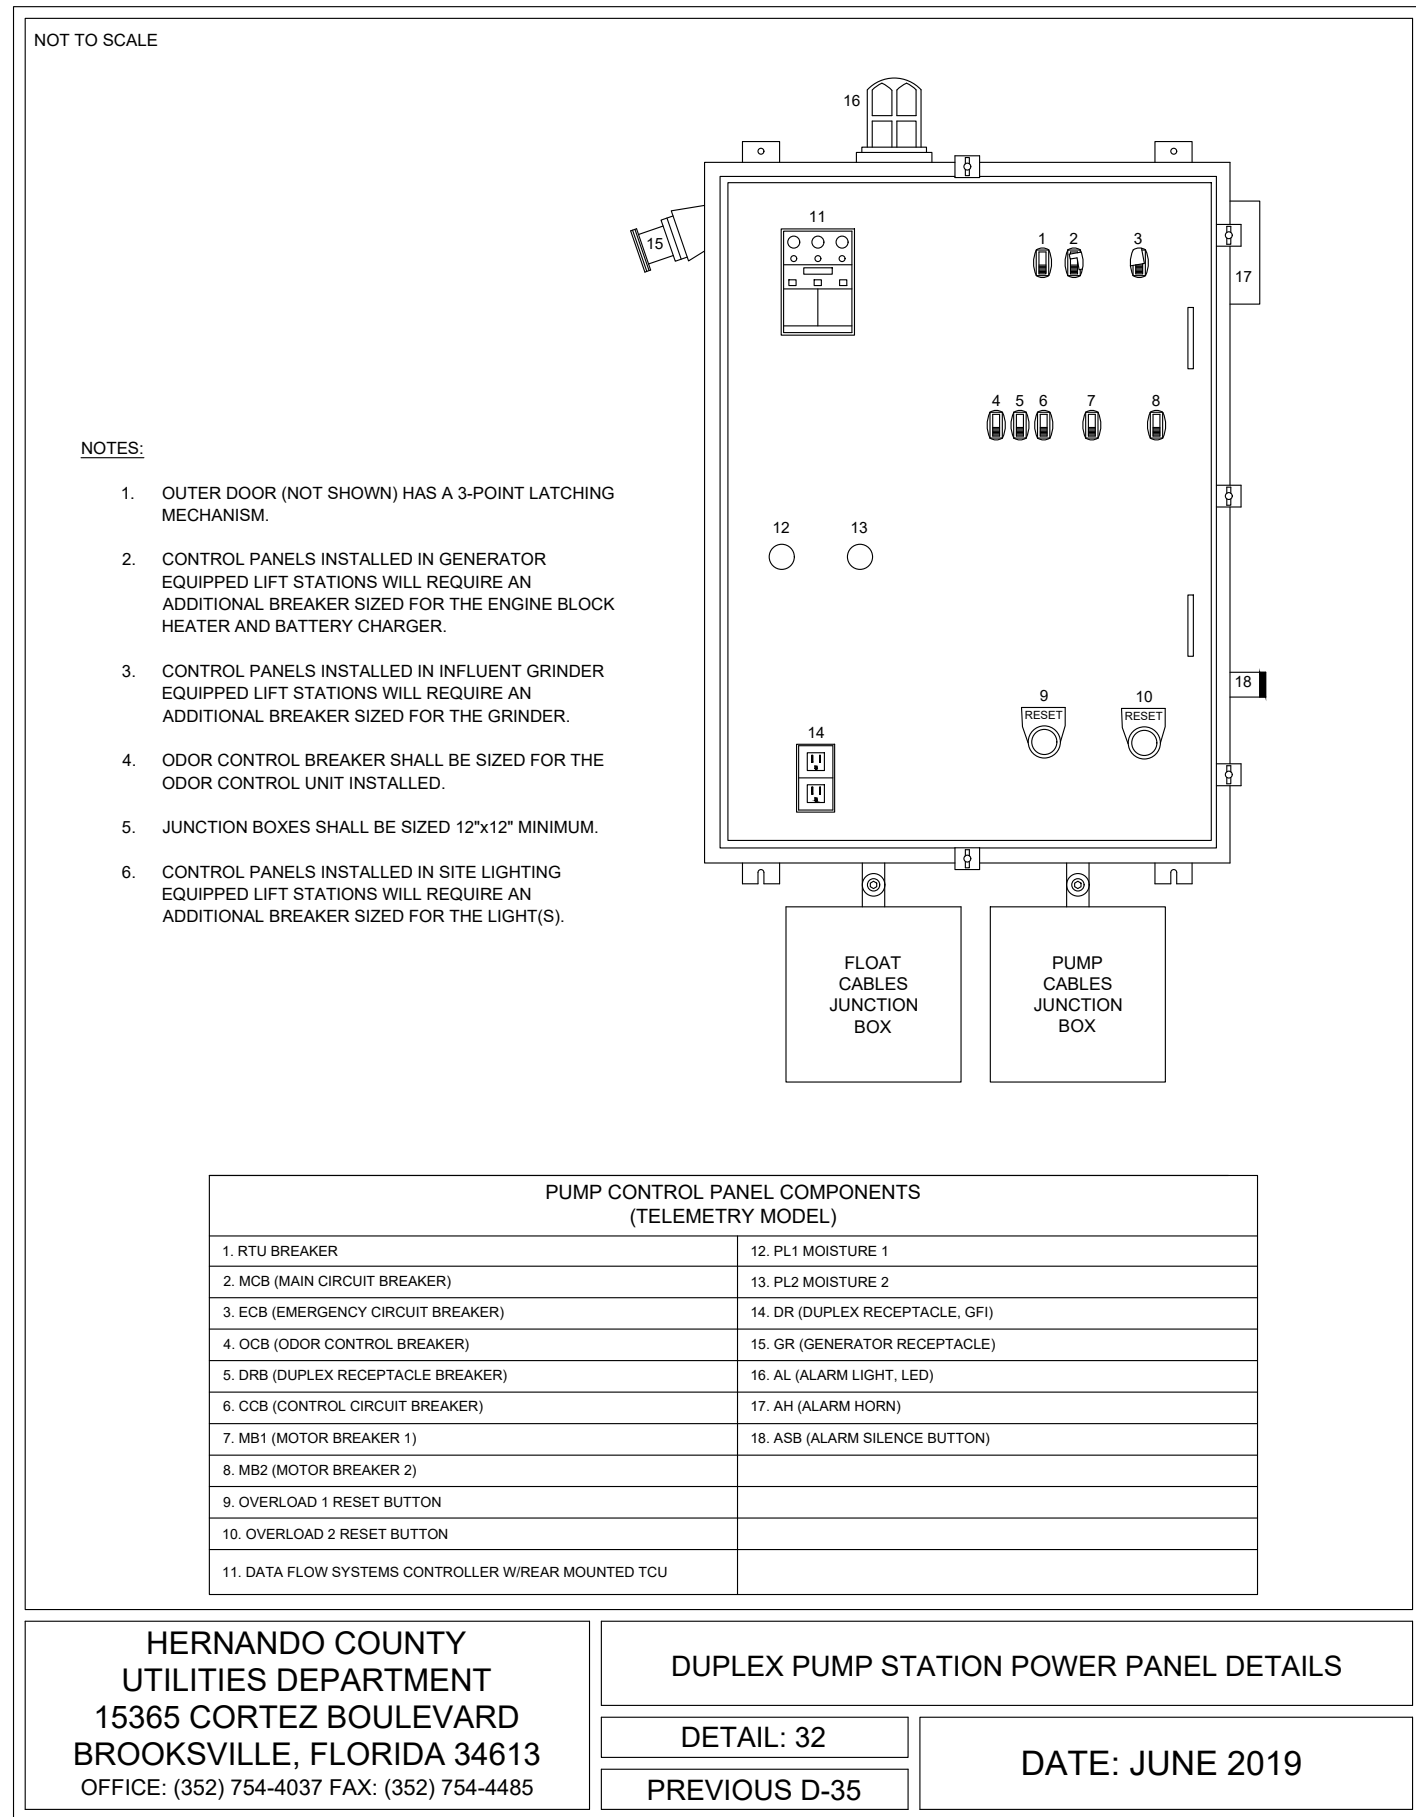 NOT TO SCALE
16
11
15
1 2 3
17
4 5 6 7 8
NOTES:
1. OUTER DOOR (NOT SHOWN) HAS A 3-POINT LATCHING
MECHANISM.
2. CONTROL PANELS INSTALLED IN GENERATOR
EQUIPPED LIFT STATIONS WILL REQUIRE AN
ADDITIONAL BREAKER SIZED FOR THE ENGINE BLOCK
HEATER AND BATTERY CHARGER.
3. CONTROL PANELS INSTALLED IN INFLUENT GRINDER
EQUIPPED LIFT STATIONS WILL REQUIRE AN
ADDITIONAL BREAKER SIZED FOR THE GRINDER.
4. ODOR CONTROL BREAKER SHALL BE SIZED FOR THE
ODOR CONTROL UNIT INSTALLED.
5. JUNCTION BOXES SHALL BE SIZED 12"x12" MINIMUM.
6. CONTROL PANELS INSTALLED IN SITE LIGHTING
EQUIPPED LIFT STATIONS WILL REQUIRE AN
ADDITIONAL BREAKER SIZED FOR THE LIGHT(S).
12 13
18
9 10
RESET RESET
14
FLOAT
CABLES
JUNCTION
BOX
PUMP
CABLES
JUNCTION
BOX
PUMP CONTROL PANEL COMPONENTS
(TELEMETRY MODEL)
1. RTU BREAKER 12. PL1 MOISTURE 1
2. MCB (MAIN CIRCUIT BREAKER) 13. PL2 MOISTURE 2
3. ECB (EMERGENCY CIRCUIT BREAKER) 14. DR (DUPLEX RECEPTACLE, GFI)
4. OCB (ODOR CONTROL BREAKER) 15. GR (GENERATOR RECEPTACLE)
5. DRB (DUPLEX RECEPTACLE BREAKER) 16. AL (ALARM LIGHT, LED)
6. CCB (CONTROL CIRCUIT BREAKER) 17. AH (ALARM HORN)
7. MB1 (MOTOR BREAKER 1) 18. ASB (ALARM SILENCE BUTTON)
8. MB2 (MOTOR BREAKER 2)
9. OVERLOAD 1 RESET BUTTON
10. OVERLOAD 2 RESET BUTTON
11. DATA FLOW SYSTEMS CONTROLLER W/REAR MOUNTED TCU
HERNANDO COUNTY
UTILITIES DEPARTMENT
15365 CORTEZ BOULEVARD
BROOKSVILLE, FLORIDA 34613
OFFICE: (352) 754-4037 FAX: (352) 754-4485
DUPLEX PUMP STATION POWER PANEL DETAILS
DETAIL: 32
PREVIOUS D-35
DATE: JUNE 2019